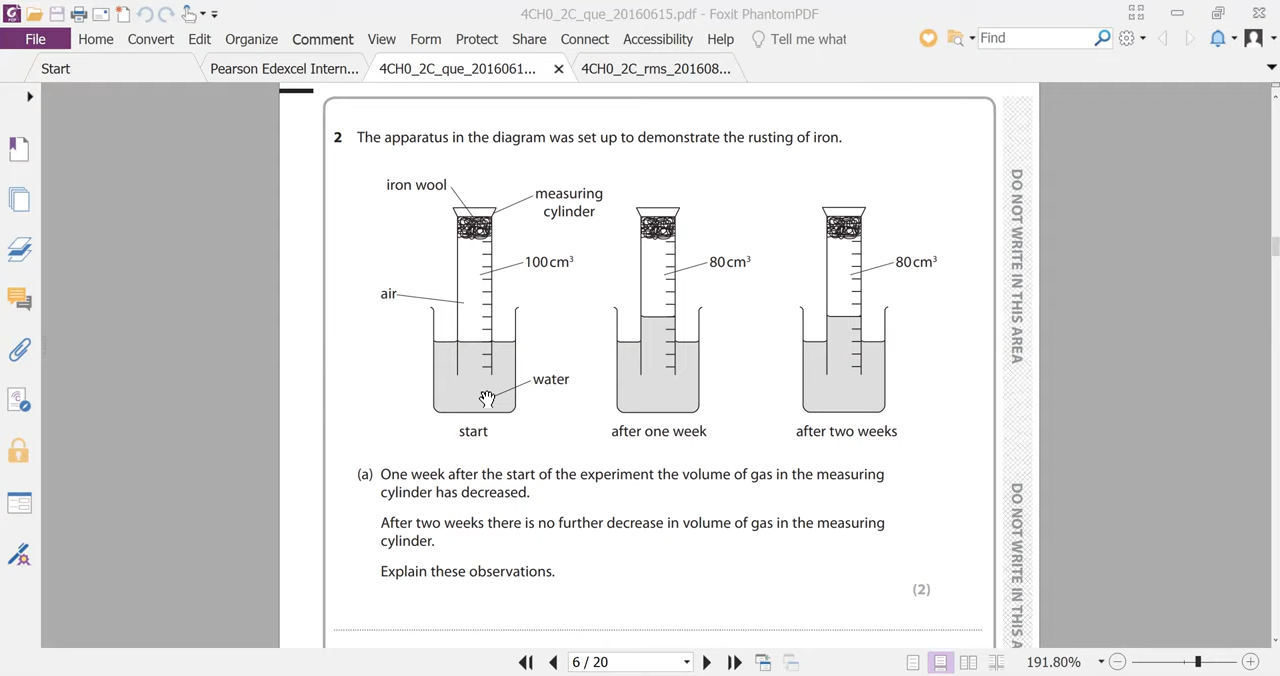 4CH0_2C_que_20160615.pdf - Foxit PhantomPDF
File Home Convert Edit Organize Comment View Form Protect Share Connect Accessibility Help Tell me what Find
Start Pearson Edexcel Intern... 4CH0_2C_que_2016061... 4CH0_2C_rms_201608...
2 The apparatus in the diagram was set up to demonstrate the rusting of iron.
iron wool
measuring
cylinder
100 cm³
80 cm³
80 cm³
air
water
start
after one week
after two weeks
(a) One week after the start of the experiment the volume of gas in the measuring
cylinder has decreased.
After two weeks there is no further decrease in volume of gas in the measuring
cylinder.
Explain these observations.
(2)
DO NOT WRITE IN THIS AREA
DO NOT WRITE IN THIS A
6 / 20
191.80%